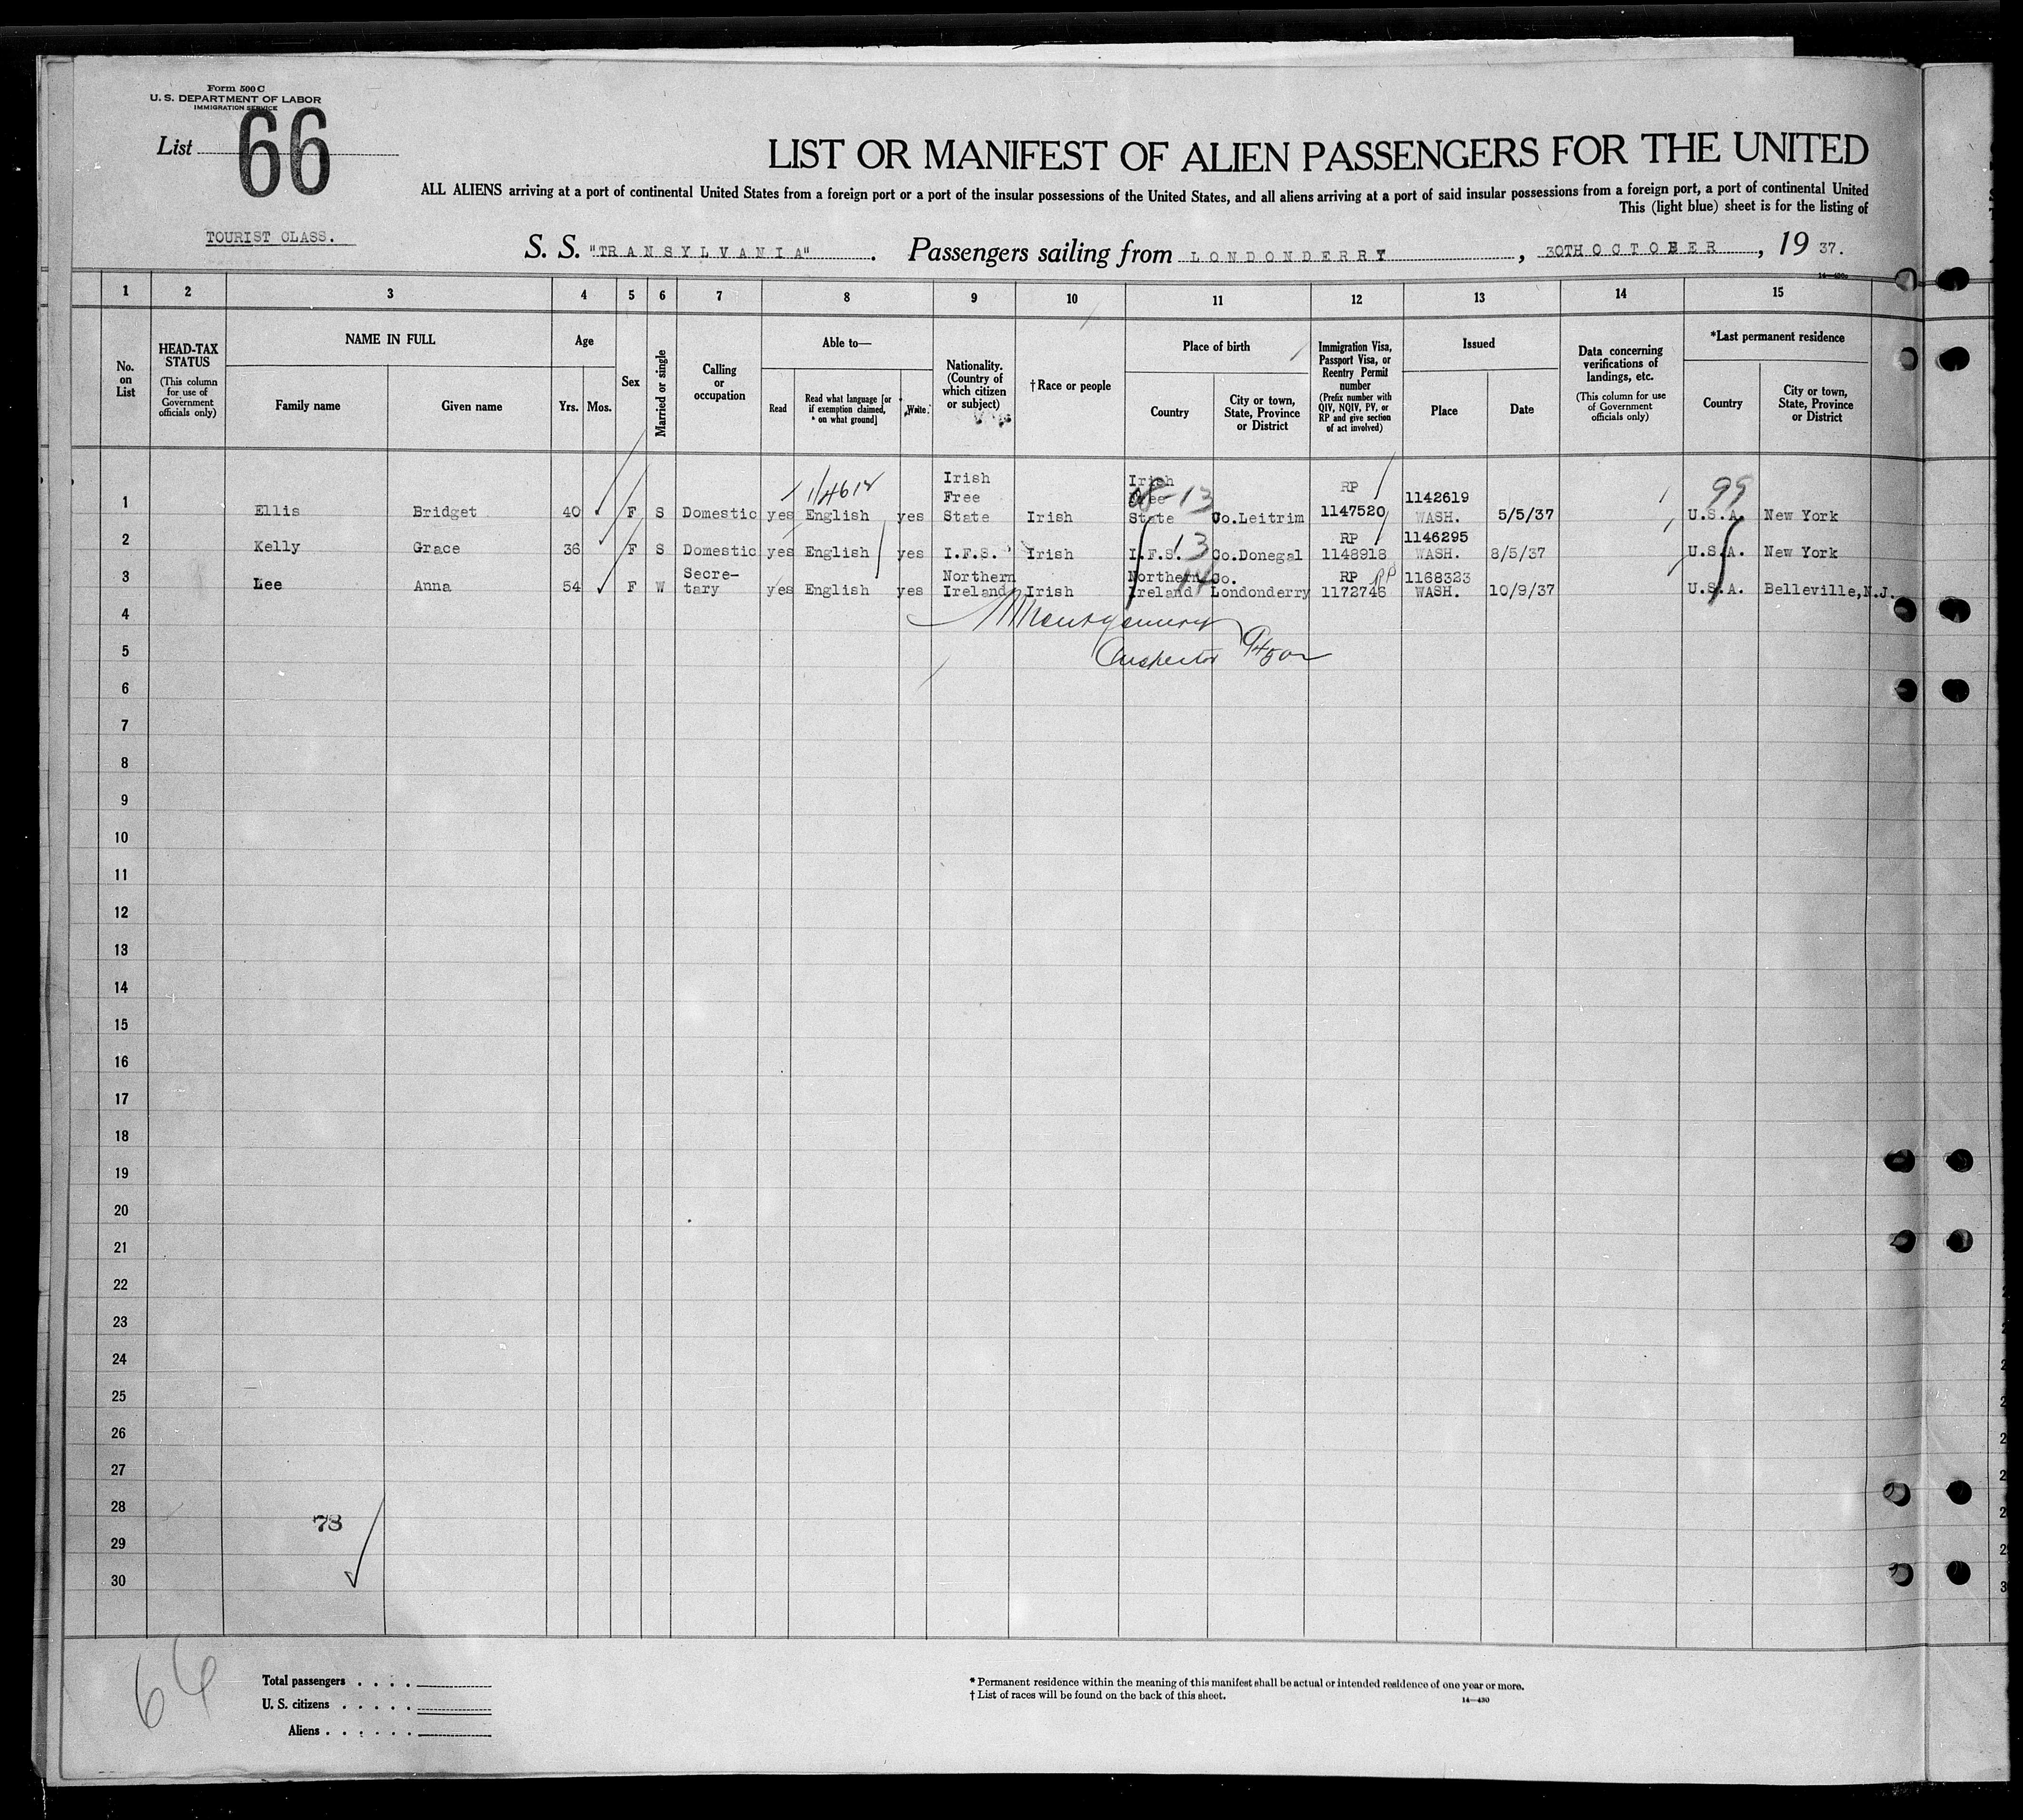 Form 500 C
U. S. DEPARTMENT OF LABOR
IMMIGRATION SERVICE
List 66
LIST OR MANIFEST OF ALIEN PASSENGERS FOR THE UNITED
ALL ALIENS arriving at a port of continental United States from a foreign port or a port of the insular possessions of the United States, and all aliens arriving at a port of said insular possessions from a foreign port, a port of continental United
This (light blue) sheet is for the listing of
TOURIST CLASS.
S. S. "TRANSYLVANIA". Passengers sailing from LONDONDERRY, 30TH OCTOBER, 19 37.
14—430
1 2 3 4 5 6 7 8 9 10 11 12 13 14 15
No. on List
HEAD-TAX STATUS
(This column for use of Government officials only)
NAME IN FULL
Family name
Given name
Age
Yrs. Mos.
Sex
Married or single
Calling or occupation
Able to—
Read
Read what language [or if exemption claimed, on what ground]
Write
Nationality. (Country of which citizen or subject)
† Race or people
Place of birth
Country
City or town, State, Province or District
Immigration Visa, Passport Visa, or Reentry Permit number
(Prefix number with QIV, NQIV, PV, or RP and give section of act involved)
Issued
Place
Date
Data concerning verifications of landings, etc.
(This column for use of Government officials only)
*Last permanent residence
Country
City or town, State, Province or District
1 Ellis Bridget 40 F S Domestic yes English yes Irish Free State Irish Irish Free State Co.Leitrim RP 1147520 1142619 WASH. 5/5/37 99 U.S.A. New York
2 Kelly Grace 36 F S Domestic yes English yes I.F.S. Irish I.F.S. 13 Co.Donegal RP 1148918 1146295 WASH. 8/5/37 U.S.A. New York
3 Lee Anna 54 F W Secre-tary yes English yes Northern Ireland Irish Northern Ireland 14 Co. Londonderry RP RP 1172746 1168323 WASH. 10/9/37 U.S.A. Belleville,N.J.
4 Montgomery
5 Inspector
6
7
8
9
10
11
12
13
14
15
16
17
18
19
20
21
22
23
24
25
26
27
28
78
29
30
64
Total passengers . . . .
U. S. citizens . . . . .
Aliens . . . . . .
* Permanent residence within the meaning of this manifest shall be actual or intended residence of one year or more.
† List of races will be found on the back of this sheet.
14—430